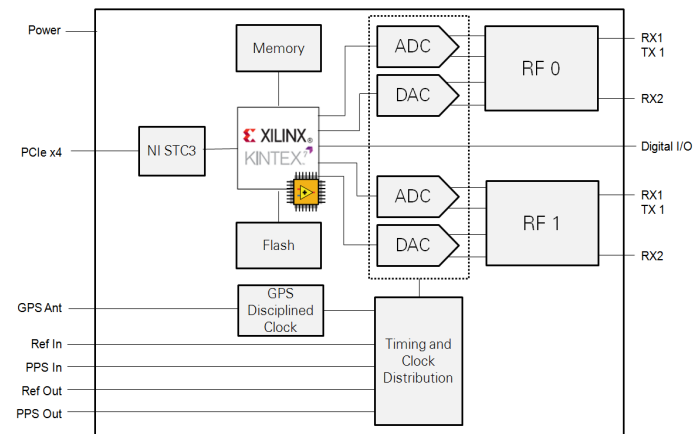 Power
Memory
ADC
DAC
RF 0
RX1
TX 1
RX2
PCIe x4
NI STC3
XILINX®
KINTEX.7
Digital I/O
Flash
ADC
DAC
RF 1
RX1
TX 1
RX2
GPS Ant
GPS
Disciplined
Clock
Ref In
PPS In
Ref Out
PPS Out
Timing and
Clock
Distribution